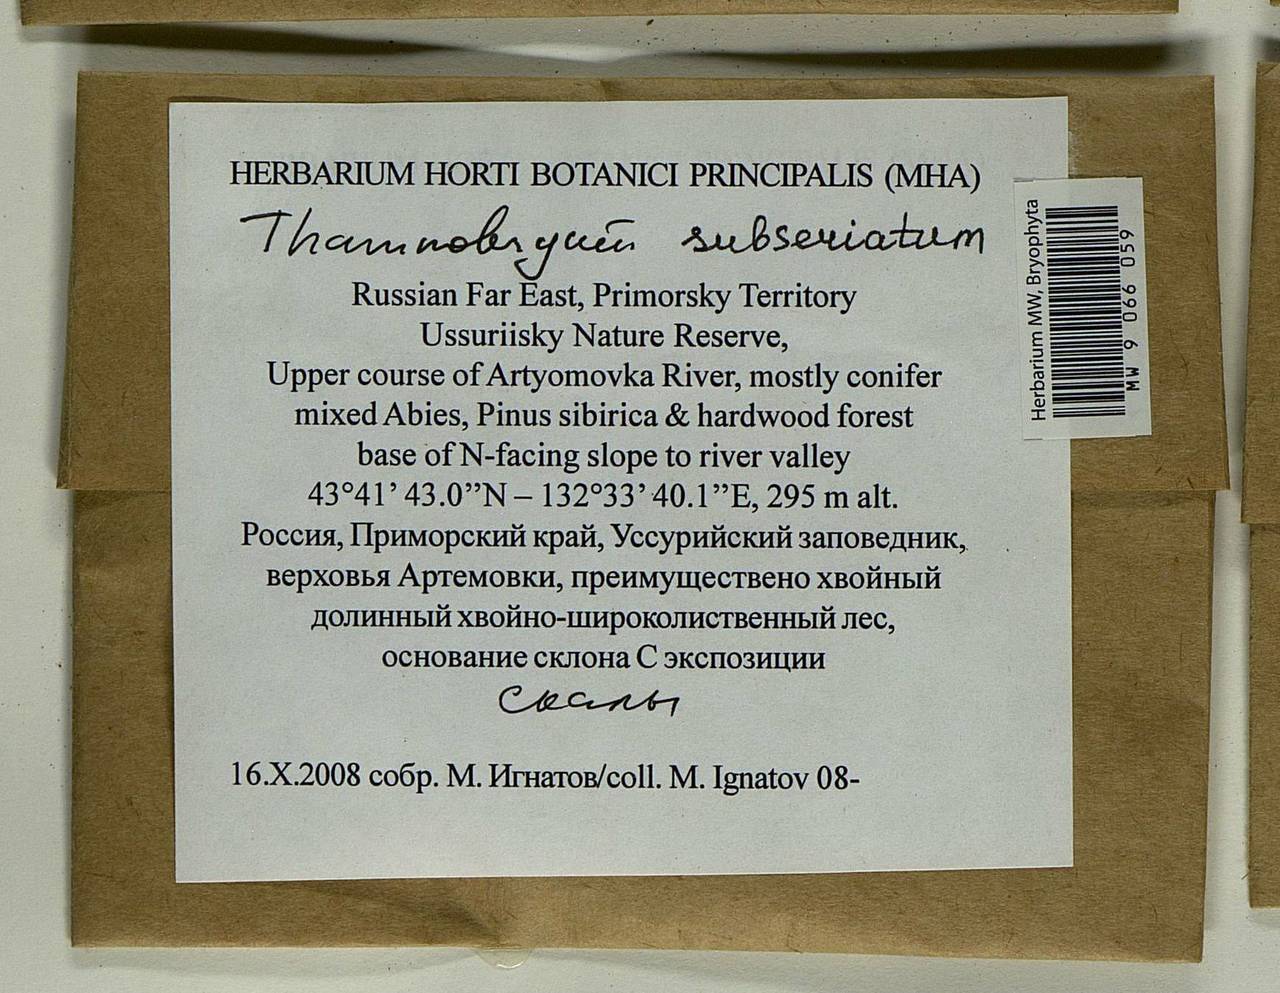 HERBARIUM HORTI BOTANICI PRINCIPALIS (MHA)
Thamnobryum subseriatum
Russian Far East, Primorsky Territory
Ussuriisky Nature Reserve,
Upper course of Artyomovka River, mostly conifer
mixed Abies, Pinus sibirica & hardwood forest
base of N-facing slope to river valley
43°41’ 43.0”N – 132°33’ 40.1”E, 295 m alt.
Россия, Приморский край, Уссурийский заповедник,
верховья Артемовки, преимуществено хвойный
долинный хвойно-широколиственный лес,
основание склона С экспозиции
скалы
16.X.2008 собр. М. Игнатов/coll. M. Ignatov 08-
Herbarium MW, Bryophyta
MW 9 066 059